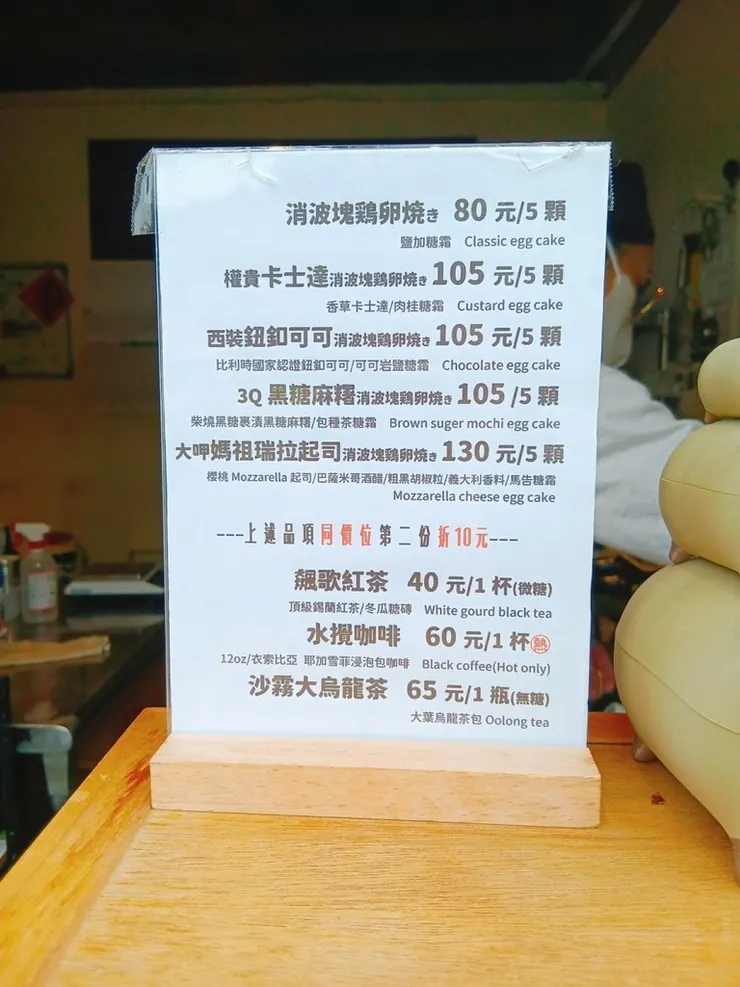 消波塊鶏卵焼き 80 元/5 顆
鹽加糖霜 Classic egg cake
權貴卡士達消波塊鶏卵焼き 105 元/5 顆
香草卡士達/肉桂糖霜 Custard egg cake
西裝鈕釦可可消波塊鶏卵焼き 105 元/5 顆
比利時國家認證鈕釦可可/可可岩鹽糖霜 Chocolate egg cake
3Q 黑糖麻糬消波塊鶏卵焼き 105 /5 顆
柴燒黑糖裹漬黑糖麻糬/包種茶糖霜 Brown suger mochi egg cake
大呷媽祖瑞拉起司消波塊鶏卵焼き 130 元/5 顆
櫻桃 Mozzarella 起司/巴薩米哥酒醋/粗黑胡椒粒/義大利香料/馬告糖霜
Mozzarella cheese egg cake
---上述品項同價位第二份折10元---
飆歌紅茶 40 元/1 杯(微糖)
頂級錫蘭紅茶/冬瓜糖磚 White gourd black tea
水攪咖啡 60 元/1 杯㊙熱
12oz/衣索比亞 耶加雪菲浸泡包咖啡 Black coffee(Hot only)
沙霧大烏龍茶 65 元/1 瓶(無糖)
大葉烏龍茶包 Oolong tea